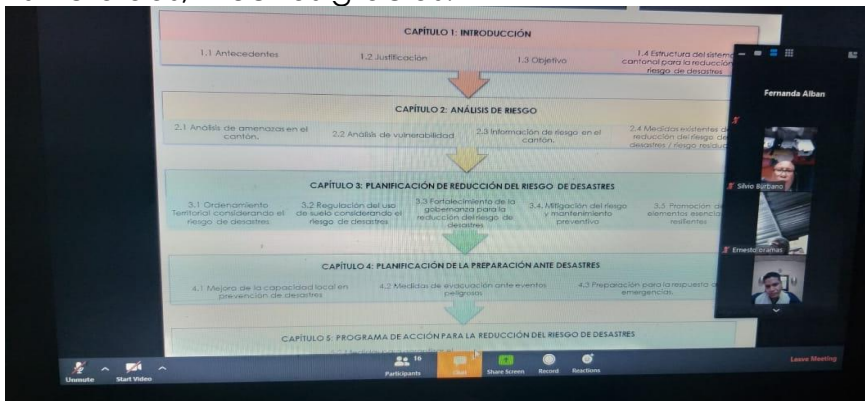 CAPÍTULO 1: INTRODUCCIÓN
1.1 Antecedentes
1.2 Justificación
1.3 Objetivo
1.4 Estructura del sistema
cantonal para la reducción
riesgo de desastres
CAPÍTULO 2: ANÁLISIS DE RIESGO
2.1 Análisis de amenazas en el
cantón.
2.2 Análisis de vulnerabilidad
2.3 Información de riesgo en el
cantón.
2.4 Medidas existentes de
reducción del riesgo de
desastres / riesgo
CAPÍTULO 3: PLANIFICACIÓN DE REDUCCIÓN DEL RIESGO DE DESASTRES
3.1 Ordenamiento
Territorial considerando el
riesgo de desastres
3.2 Regulación del uso
de suelo considerando el
riesgo de desastres
3.3 Fortalecimiento de la
gobernanza para la
reducción del riesgo de
desastres
3.4. Mitigación del riesgo
y mantenimiento
preventivo
3.5 Promoción de
elementos esenciales
resilientes
CAPÍTULO 4: PLANIFICACIÓN DE LA PREPARACIÓN ANTE DESASTRES
4.1 Mejora de la capacidad local en
prevención de desastres
4.2 Medidas de evacuación ante eventos
peligrosos
4.3 Preparación para la respuesta a
emergencias.
CAPÍTULO 5: PROGRAMA DE ACCIÓN PARA LA REDUCCIÓN DEL RIESGO DE DESASTRES
Fernanda Alban
Silvio Burbano
Ernesto oramas
Unmute
Start Video
16
Participants
Chat
Share Screen
Record
Reactions
Leave Meeting